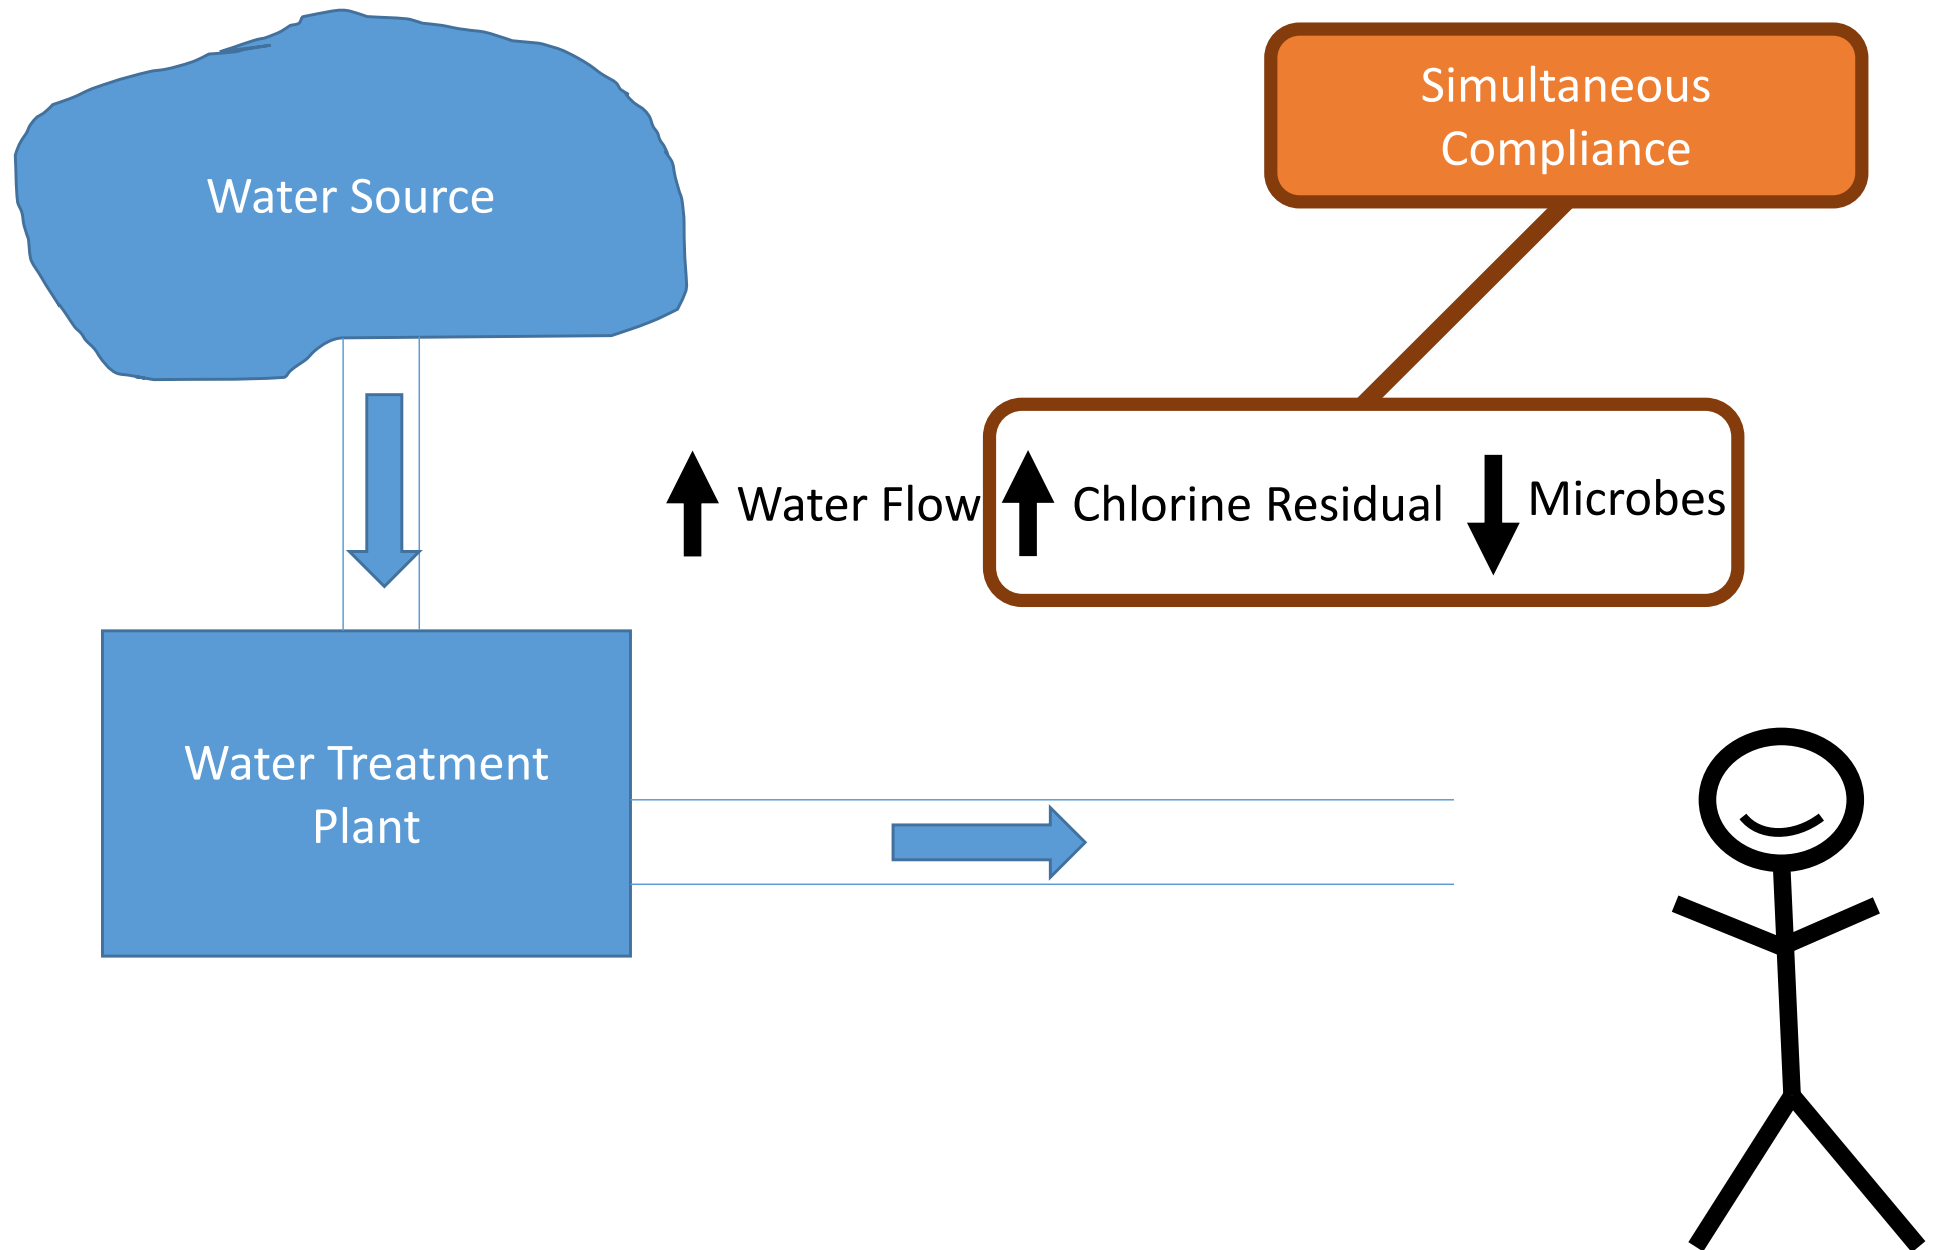 Water Source
Simultaneous
Compliance
Water Flow
Chlorine Residual
Microbes
Water Treatment
Plant